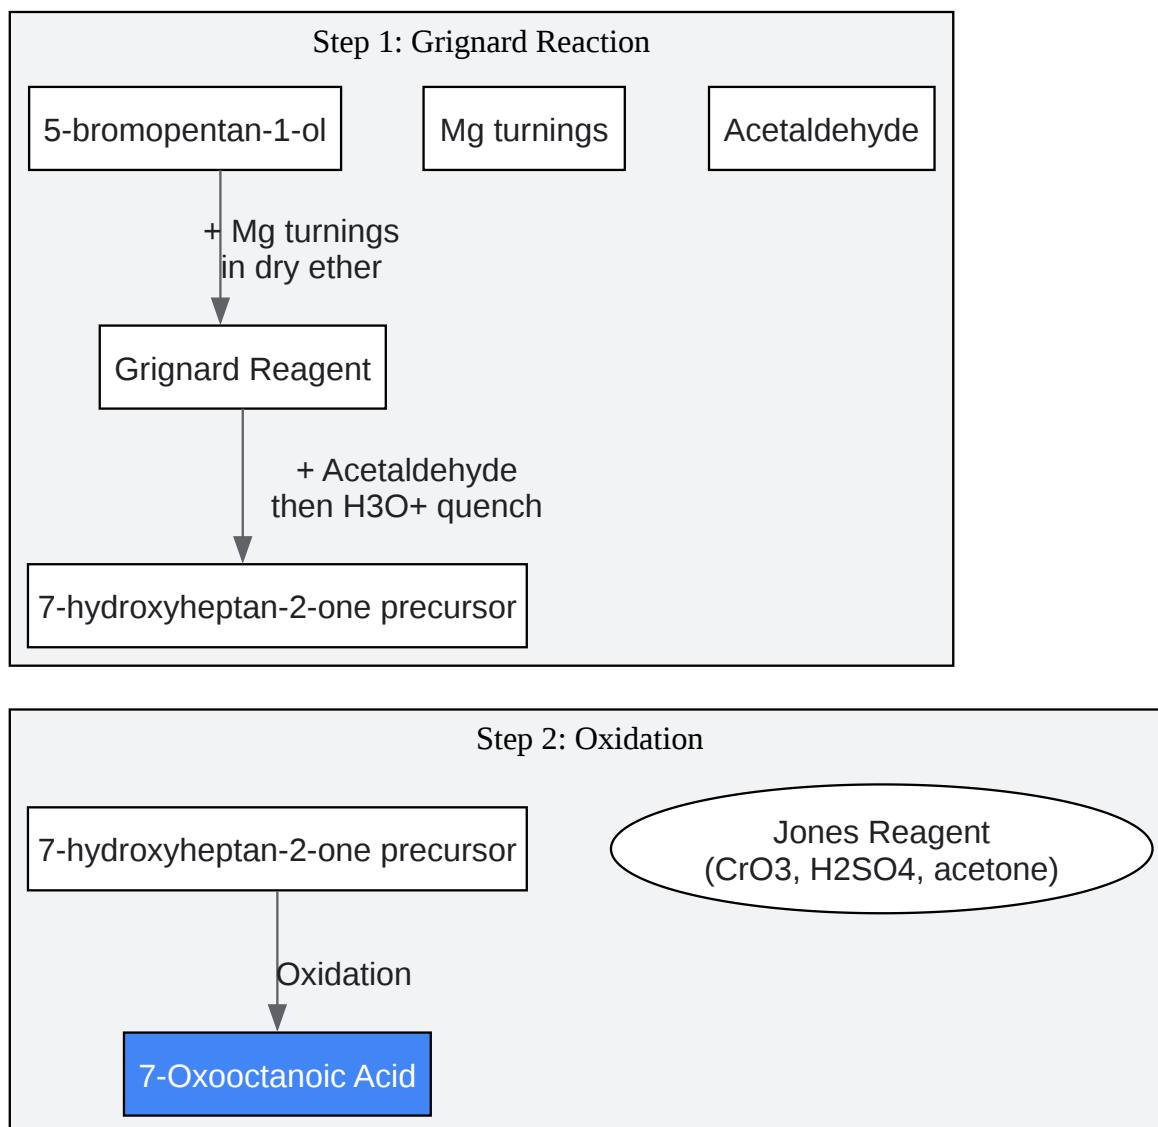 Step 1: Grignard Reaction
5-bromopentan-1-ol
Mg turnings
Acetaldehyde
+ Mg turnings
in dry ether
Grignard Reagent
+ Acetaldehyde
then H3O+ quench
7-hydroxyheptan-2-one precursor
Step 2: Oxidation
7-hydroxyheptan-2-one precursor
Jones Reagent
(CrO3, H2SO4, acetone)
Oxidation
7-Oxooctanoic Acid